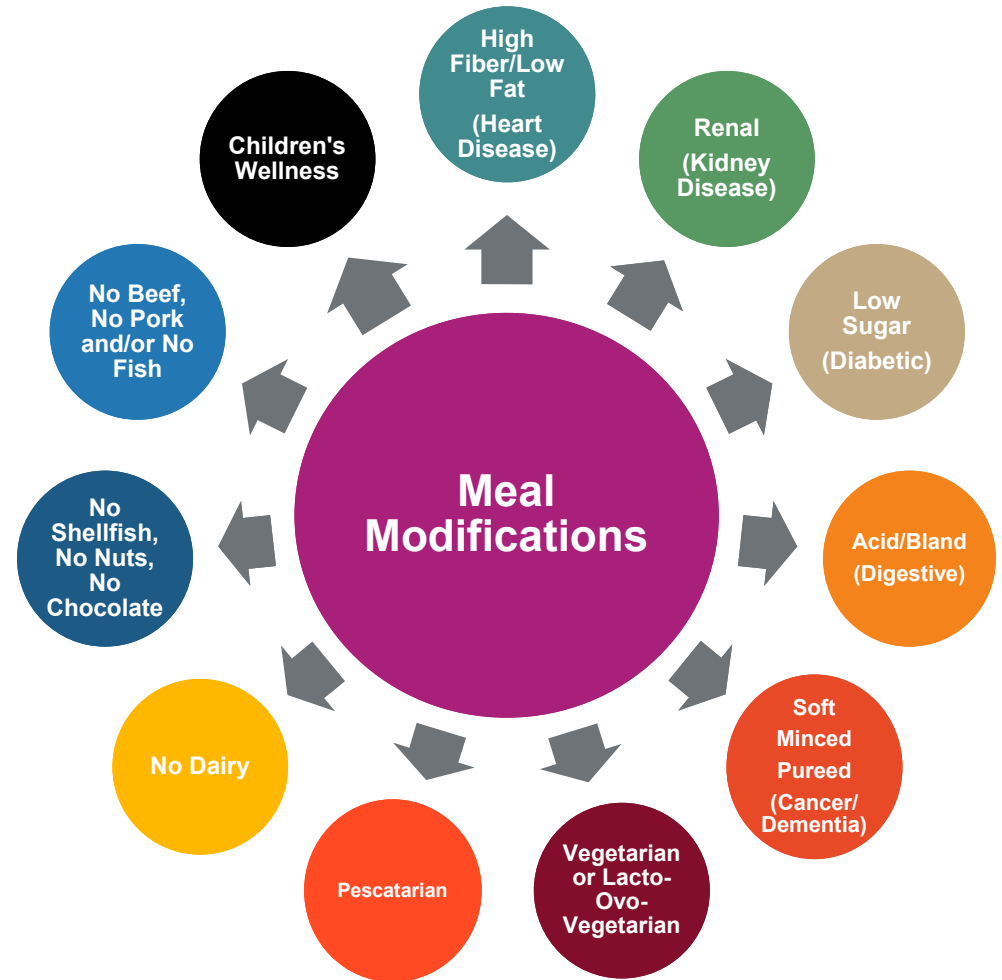 Meal
Modifications
High
Fiber/Low
Fat
(Heart
Disease)
Renal
(Kidney
Disease)
Low
Sugar
(Diabetic)
Acid/Bland
(Digestive)
Soft
Minced
Pureed
(Cancer/
Dementia)
Vegetarian
or Lacto-
Ovo-
Vegetarian
Pescatarian
No Dairy
No
Shellfish,
No Nuts,
No
Chocolate
No Beef,
No Pork
and/or No
Fish
Children's
Wellness